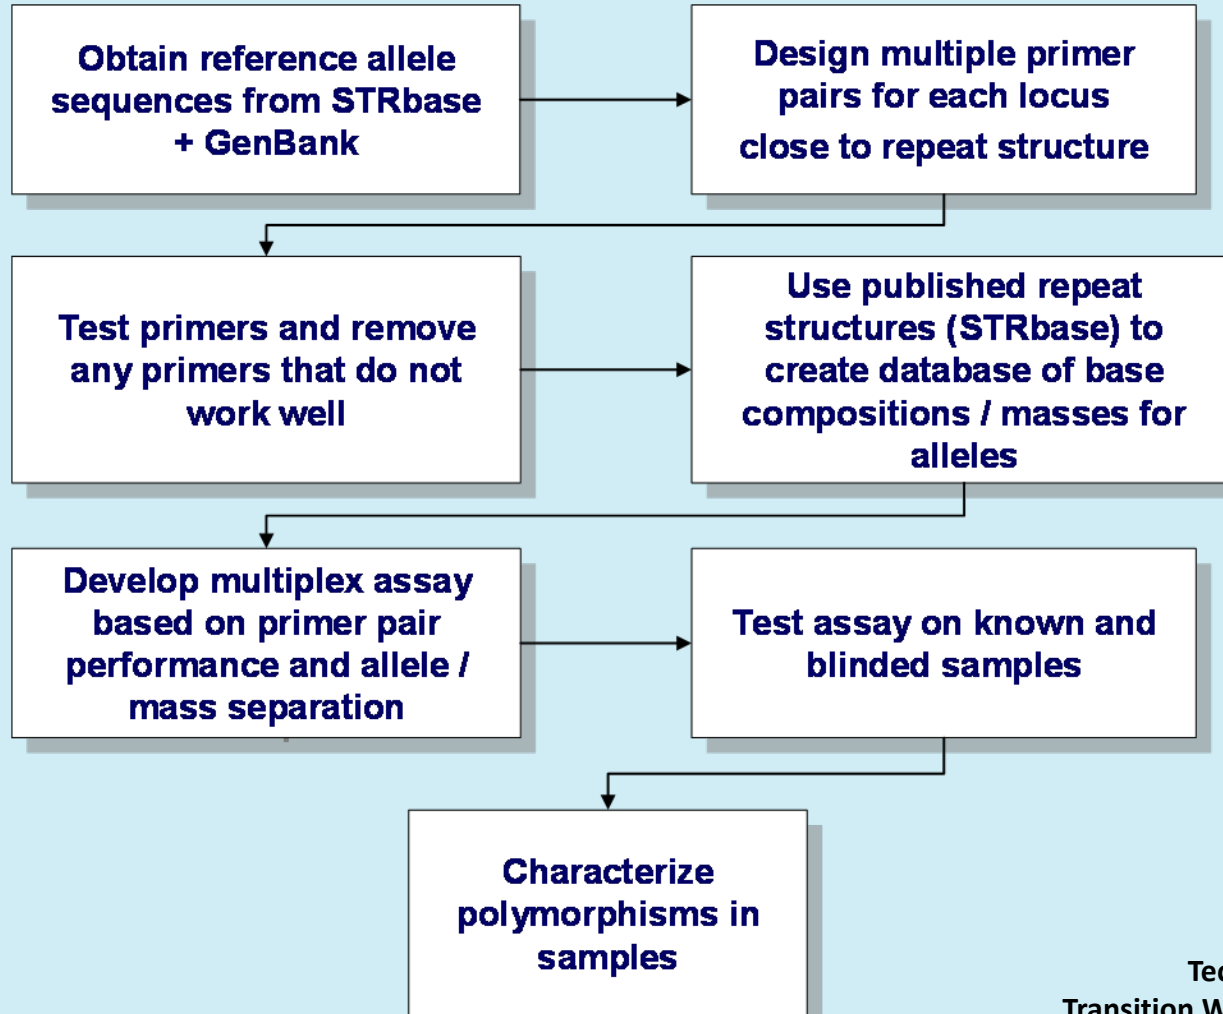 Obtain reference allele
sequences from STRbase
+ GenBank
Design multiple primer
pairs for each locus
close to repeat structure
Test primers and remove
any primers that do not
work well
Use published repeat
structures (STRbase) to
create database of base
compositions / masses for
alleles
Develop multiplex assay
based on primer pair
performance and allele /
mass separation
Test assay on known and
blinded samples
Characterize
polymorphisms in
samples
Transition